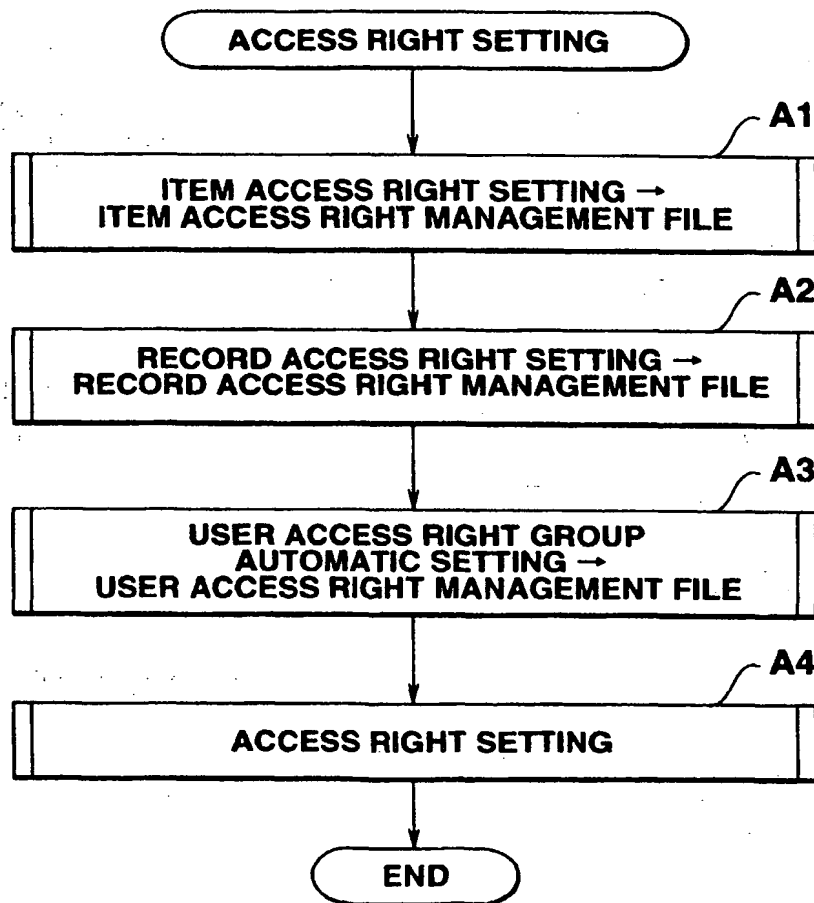 ACCESS RIGHT SETTING
A1
ITEM ACCESS RIGHT SETTING →
ITEM ACCESS RIGHT MANAGEMENT FILE
A2
RECORD ACCESS RIGHT SETTING →
RECORD ACCESS RIGHT MANAGEMENT FILE
A3
USER ACCESS RIGHT GROUP
AUTOMATIC SETTING →
USER ACCESS RIGHT MANAGEMENT FILE
A4
ACCESS RIGHT SETTING
END